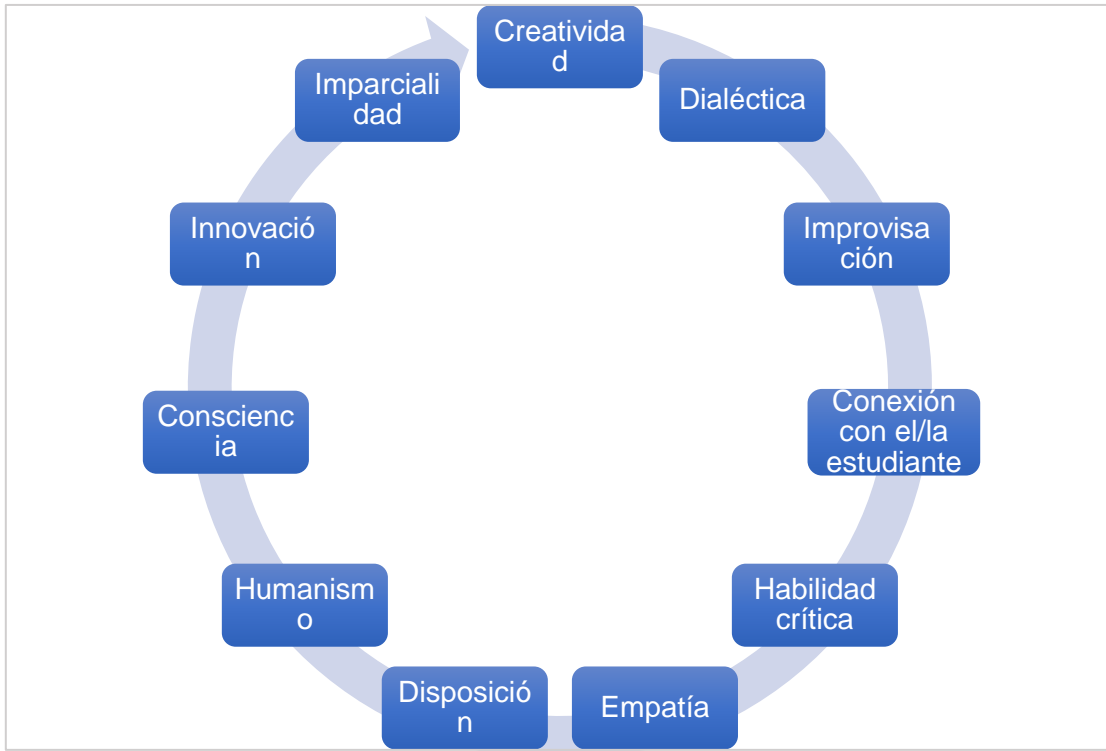 Creativida
d
Dialéctica
Improvisa
ción
Conexión
con el/la
estudiante
Habilidad
crítica
Empatía
Disposició
n
Humanism
o
Conscienc
ia
Innovació
n
Imparciali
dad